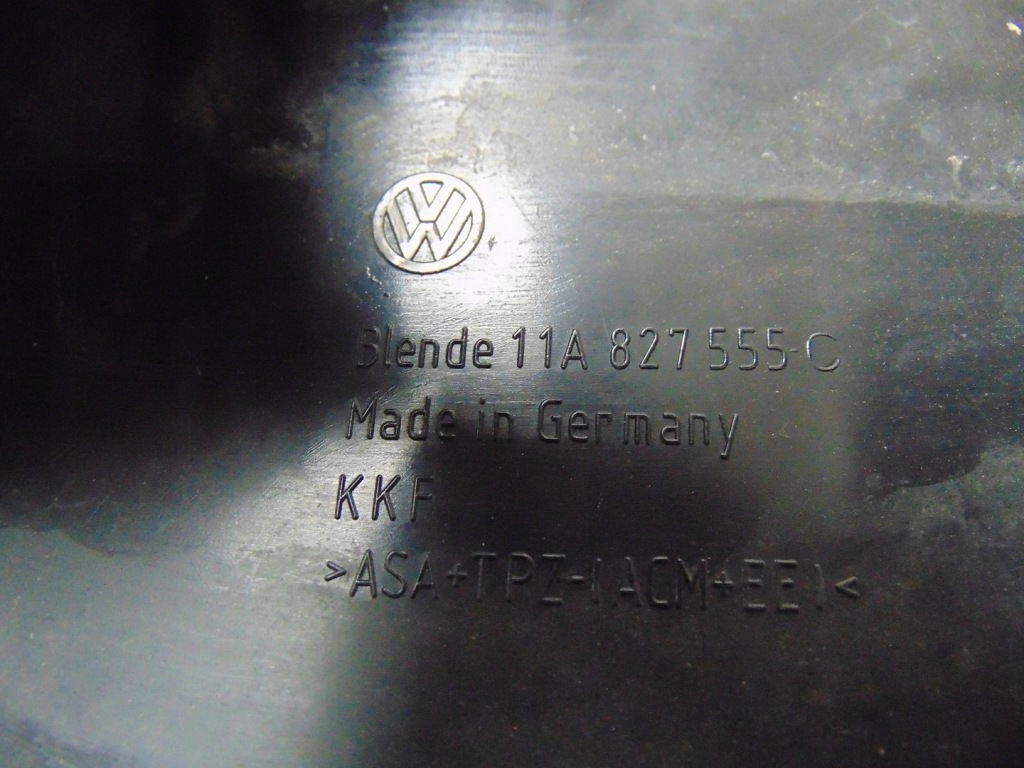 Blende 11A 827 555 C
Made in Germany
KKF
>ASA+TPZ-(ACM+EE)<